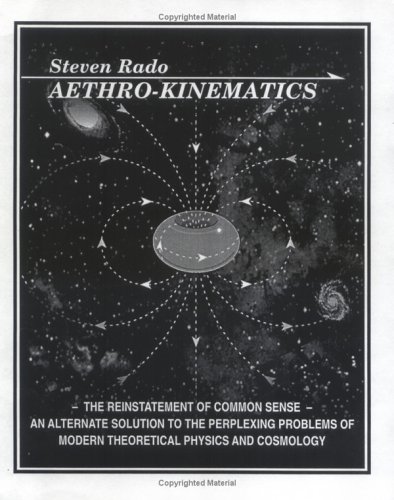 Copyrighted Material
Steven Rado
AETHRO-KINEMATICS
– THE REINSTATEMENT OF COMMON SENSE –
AN ALTERNATE SOLUTION TO THE PERPLEXING PROBLEMS OF
MODERN THEORETICAL PHYSICS AND COSMOLOGY
Copyrighted Material